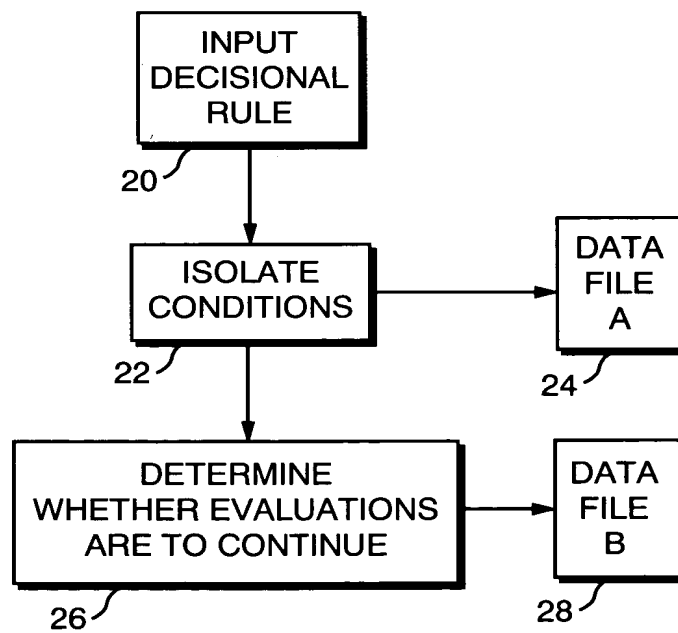 INPUT
DECISIONAL
RULE
20
ISOLATE
CONDITIONS
22
DATA
FILE
A
24
DETERMINE
WHETHER EVALUATIONS
ARE TO CONTINUE
26
DATA
FILE
B
28